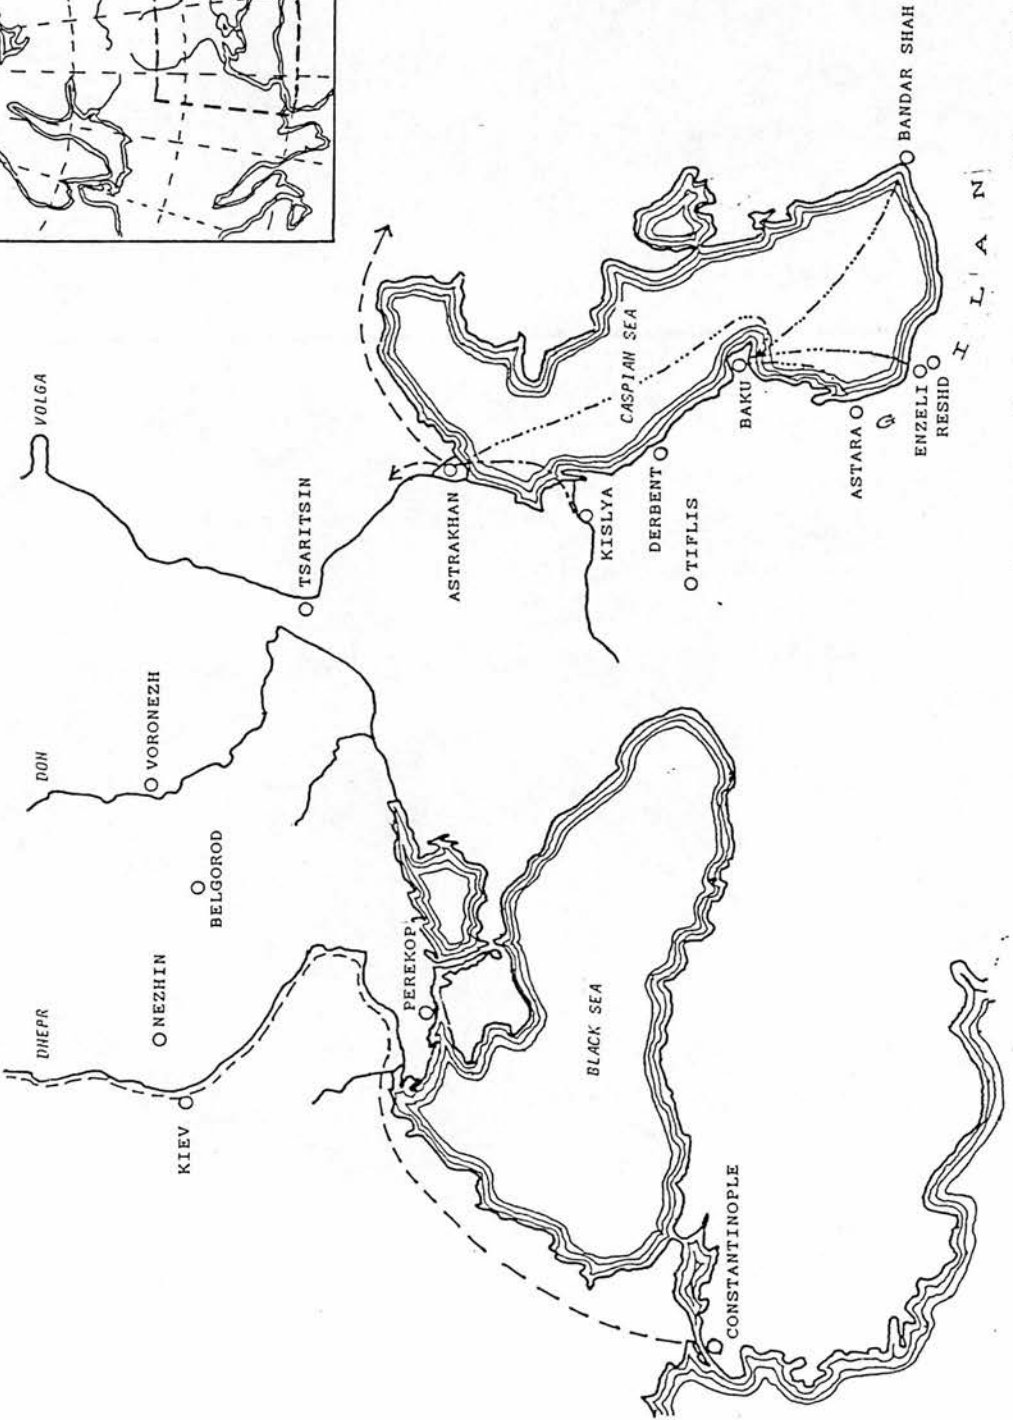 DNEPR
DON
VOLGA
NEZHIN
KIEV
BELGOROD
VORONEZH
TSARITSIN
PEREKOP
ASTRAKHAN
KISLYA
DERBENT
TIFLIS
BLACK SEA
CASPIAN SEA
BAKU
CONSTANTINOPLE
ASTARA
ENZELI
RESHD
BANDAR SHAH
GHILAN